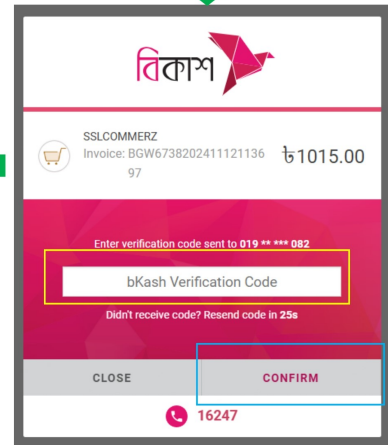 বিকাশ
SSLCOMMERZ
Invoice: BGW6738202411121136
97
৳1015.00
Enter verification code sent to 019 ** *** 082
bKash Verification Code
Didn't receive code? Resend code in 25s
CLOSE
CONFIRM
16247